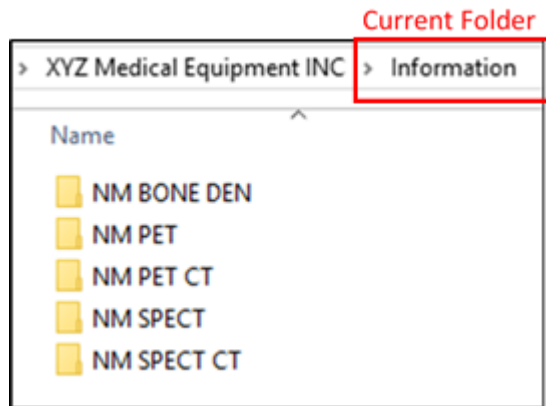 Current Folder
> XYZ Medical Equipment INC > Information
Name
NM BONE DEN
NM PET
NM PET CT
NM SPECT
NM SPECT CT